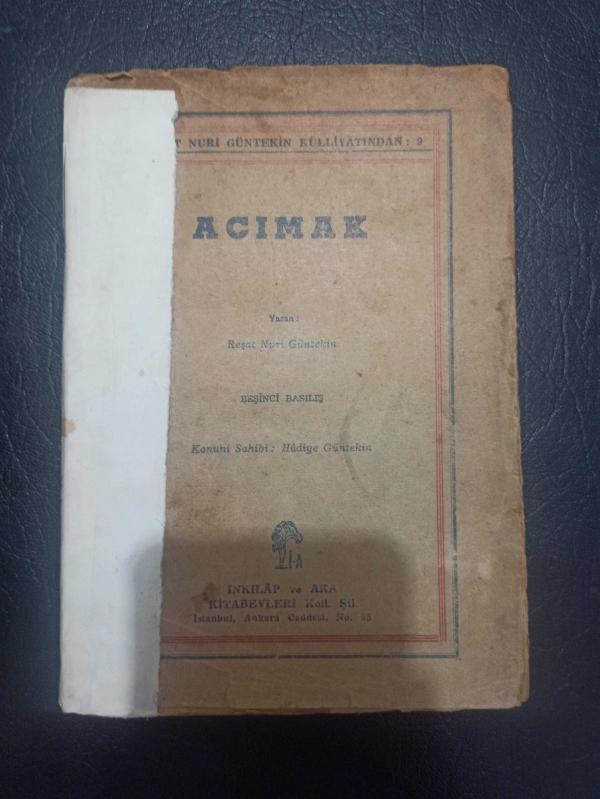 T NURİ GÜNTEKİN KÜLLİYATINDAN: 9
ACIMAK
Yazan:
Reşat Nuri Güntekin
BEŞİNCİ BASILIŞ
Kanuni Sahibi: Hâdiye Güntekin
İ-A
İNKILÂP ve AKA
KİTABEVLERİ Koll. Şti
İstanbul, Ankara Caddesi, No. 95